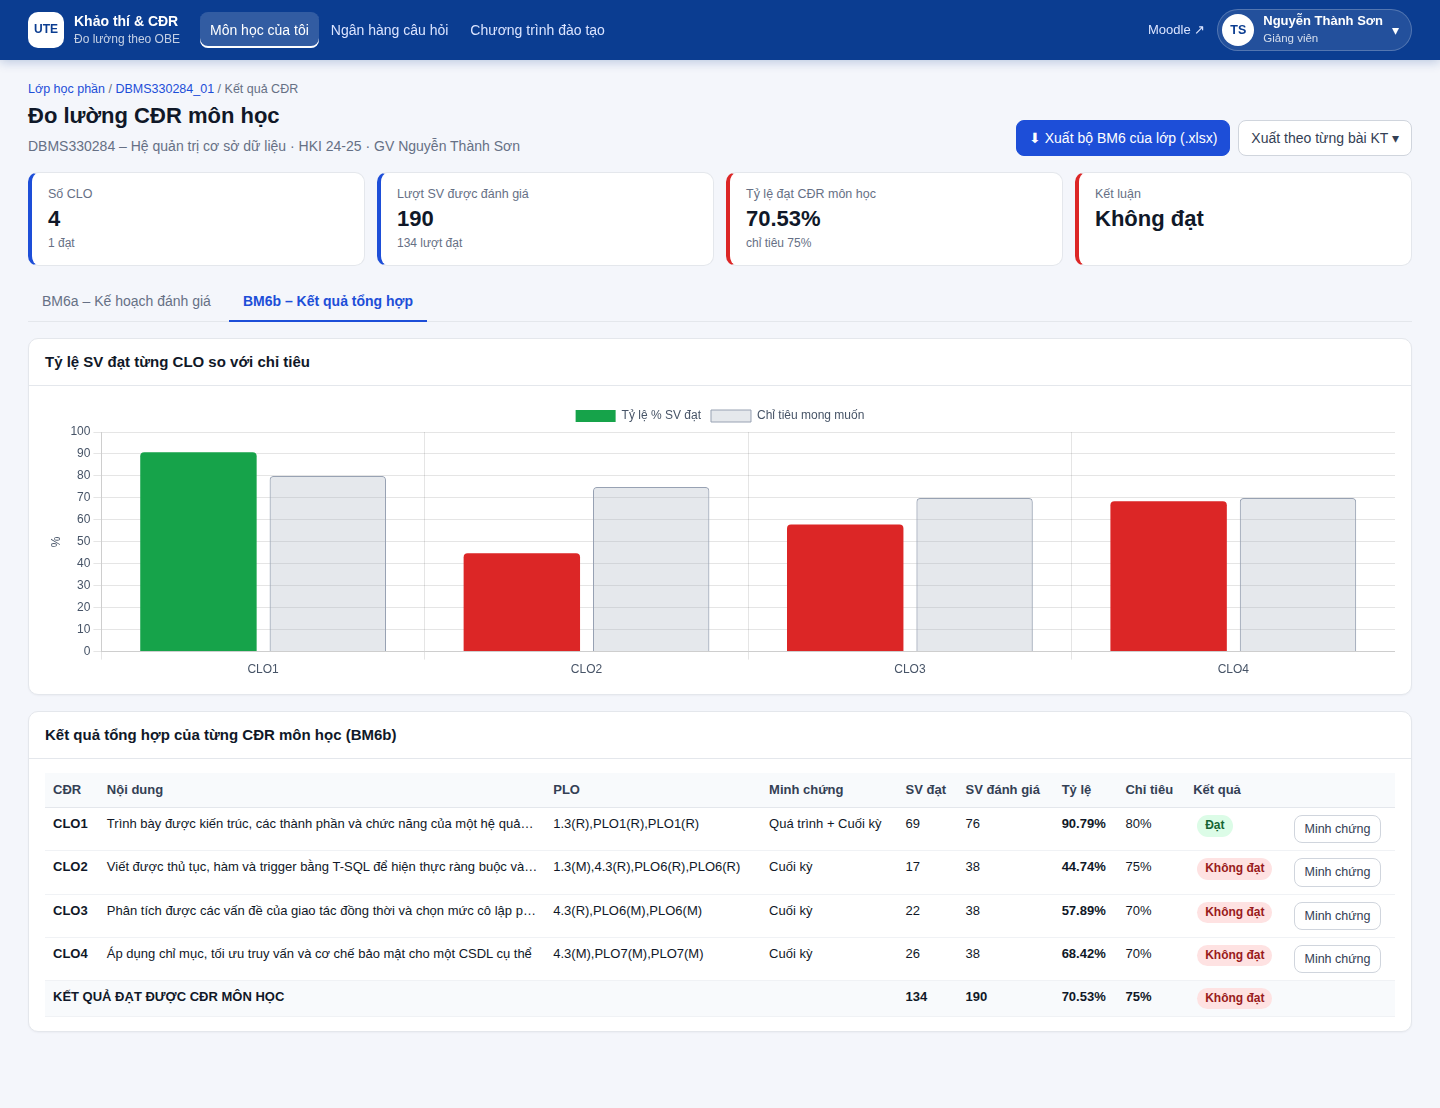 UTE
Khảo thí & CĐR
Đo lường theo OBE
Môn học của tôi
Ngân hàng câu hỏi
Chương trình đào tạo
Moodle ↗
TS
Nguyễn Thành Sơn
Giảng viên
▾
Lớp học phần / DBMS330284_01 / Kết quả CĐR
Đo lường CĐR môn học
DBMS330284 – Hệ quản trị cơ sở dữ liệu · HKI 24-25 · GV Nguyễn Thành Sơn
⬇ Xuất bộ BM6 của lớp (.xlsx)
Xuất theo từng bài KT ▾
Số CLO
4
1 đạt
Lượt SV được đánh giá
190
134 lượt đạt
Tỷ lệ đạt CĐR môn học
70.53%
chỉ tiêu 75%
Kết luận
Không đạt
BM6a – Kế hoạch đánh giá
BM6b – Kết quả tổng hợp
Tỷ lệ SV đạt từng CLO so với chỉ tiêu
Tỷ lệ % SV đạt
Chỉ tiêu mong muốn
100
90
80
70
60
50
40
30
20
10
0
%
CLO1
CLO2
CLO3
CLO4
Kết quả tổng hợp của từng CĐR môn học (BM6b)
CĐR Nội dung PLO Minh chứng SV đạt SV đánh giá Tỷ lệ Chỉ tiêu Kết quả
CLO1 Trình bày được kiến trúc, các thành phần và chức năng của một hệ quả… 1.3(R),PLO1(R),PLO1(R) Quá trình + Cuối kỳ 69 76 90.79% 80% Đạt Minh chứng
CLO2 Viết được thủ tục, hàm và trigger bằng T-SQL để hiện thực ràng buộc và… 1.3(M),4.3(R),PLO6(R),PLO6(R) Cuối kỳ 17 38 44.74% 75% Không đạt Minh chứng
CLO3 Phân tích được các vấn đề của giao tác đồng thời và chọn mức cô lập p… 4.3(R),PLO6(M),PLO6(M) Cuối kỳ 22 38 57.89% 70% Không đạt Minh chứng
CLO4 Áp dụng chỉ mục, tối ưu truy vấn và cơ chế bảo mật cho một CSDL cụ thể 4.3(M),PLO7(M),PLO7(M) Cuối kỳ 26 38 68.42% 70% Không đạt Minh chứng
KẾT QUẢ ĐẠT ĐƯỢC CĐR MÔN HỌC 134 190 70.53% 75% Không đạt